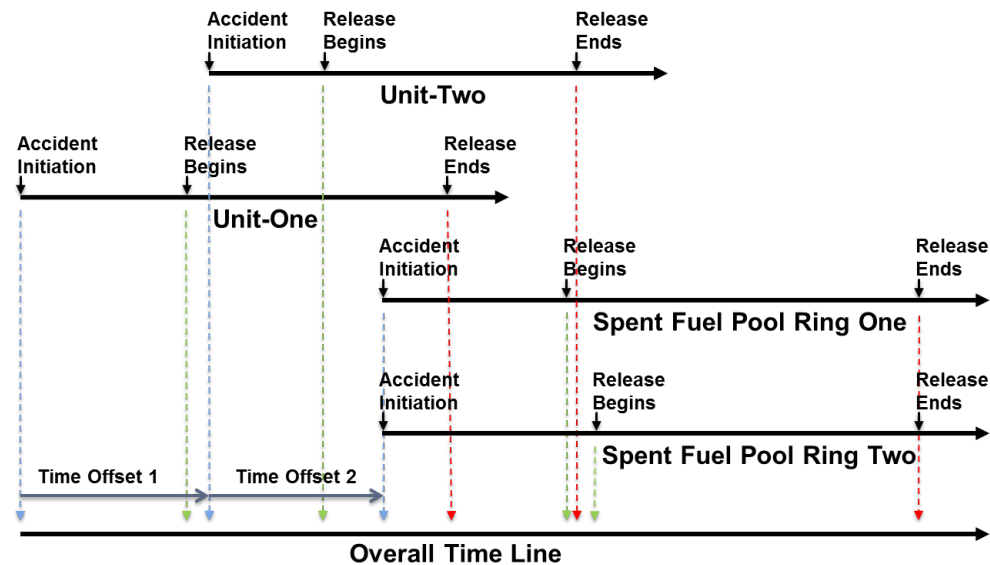 Accident
Initiation
Release
Begins
Release
Ends
Unit-Two
Accident
Initiation
Release
Begins
Release
Ends
Unit-One
Accident
Initiation
Release
Begins
Release
Ends
Spent Fuel Pool Ring One
Accident
Initiation
Release
Begins
Release
Ends
Spent Fuel Pool Ring Two
Time Offset 1
Time Offset 2
Overall Time Line